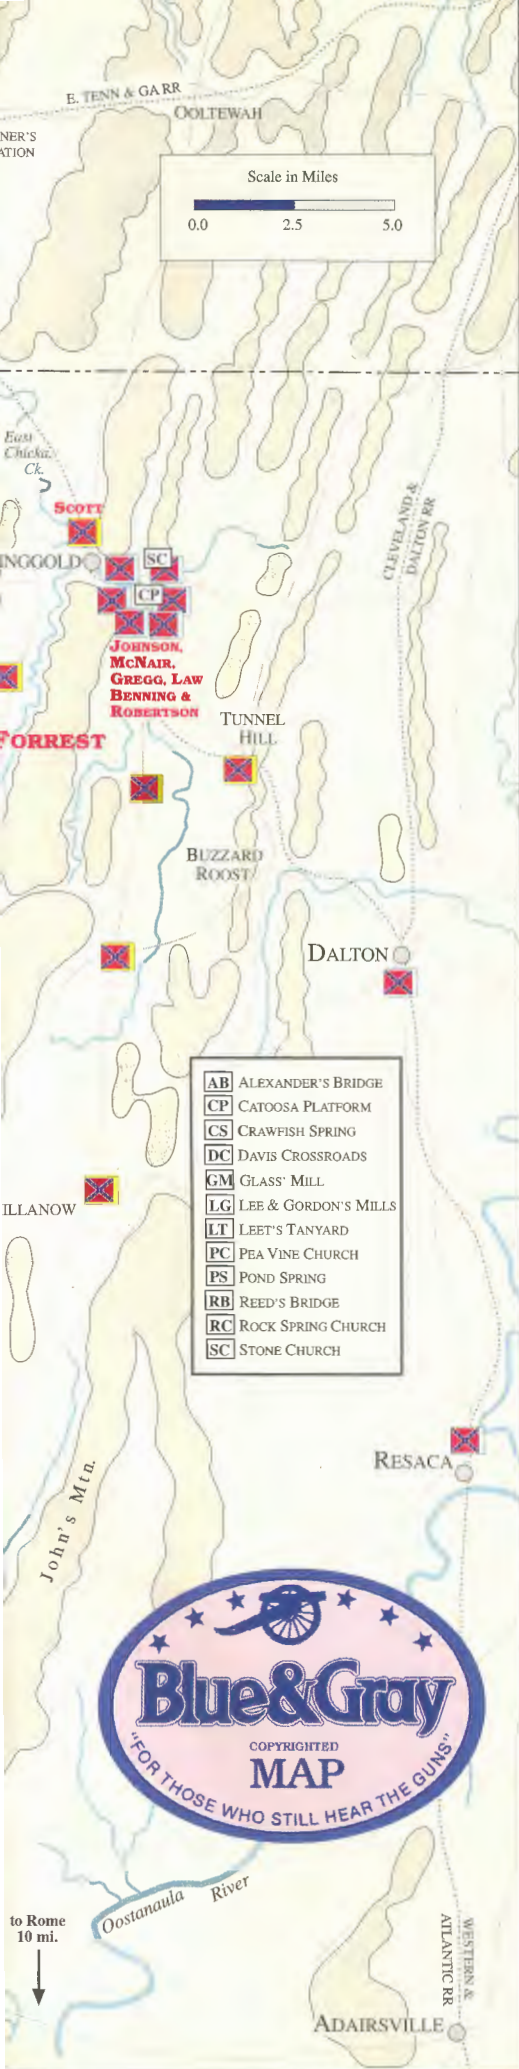 E. TENN & GA RR
OOLTEWAH
NER'S
ATION
Scale in Miles
0.0 2.5 5.0
East
Chicka.
Ck.
CLEVELAND &
DALTON RR
SCOTT
INGGOLD
SC
CP
JOHNSON,
MCNAIR,
GREGG, LAW
BENNING &
ROBERTSON
FORREST
TUNNEL
HILL
BUZZARD
ROOST
DALTON
AB ALEXANDER'S BRIDGE
CP CATOOSA PLATFORM
CS CRAWFISH SPRING
DC DAVIS CROSSROADS
GM GLASS' MILL
LG LEE & GORDON'S MILLS
LT LEET'S TANYARD
PC PEA VINE CHURCH
PS POND SPRING
RB REED'S BRIDGE
RC ROCK SPRING CHURCH
SC STONE CHURCH
ILLANOW
RESACA
John's Mtn.
Blue&Gray
COPYRIGHTED
MAP
"FOR THOSE WHO STILL HEAR THE GUNS"
Oostanaula River
to Rome
10 mi.
WESTERN &
ATLANTIC RR
ADAIRSVILLE